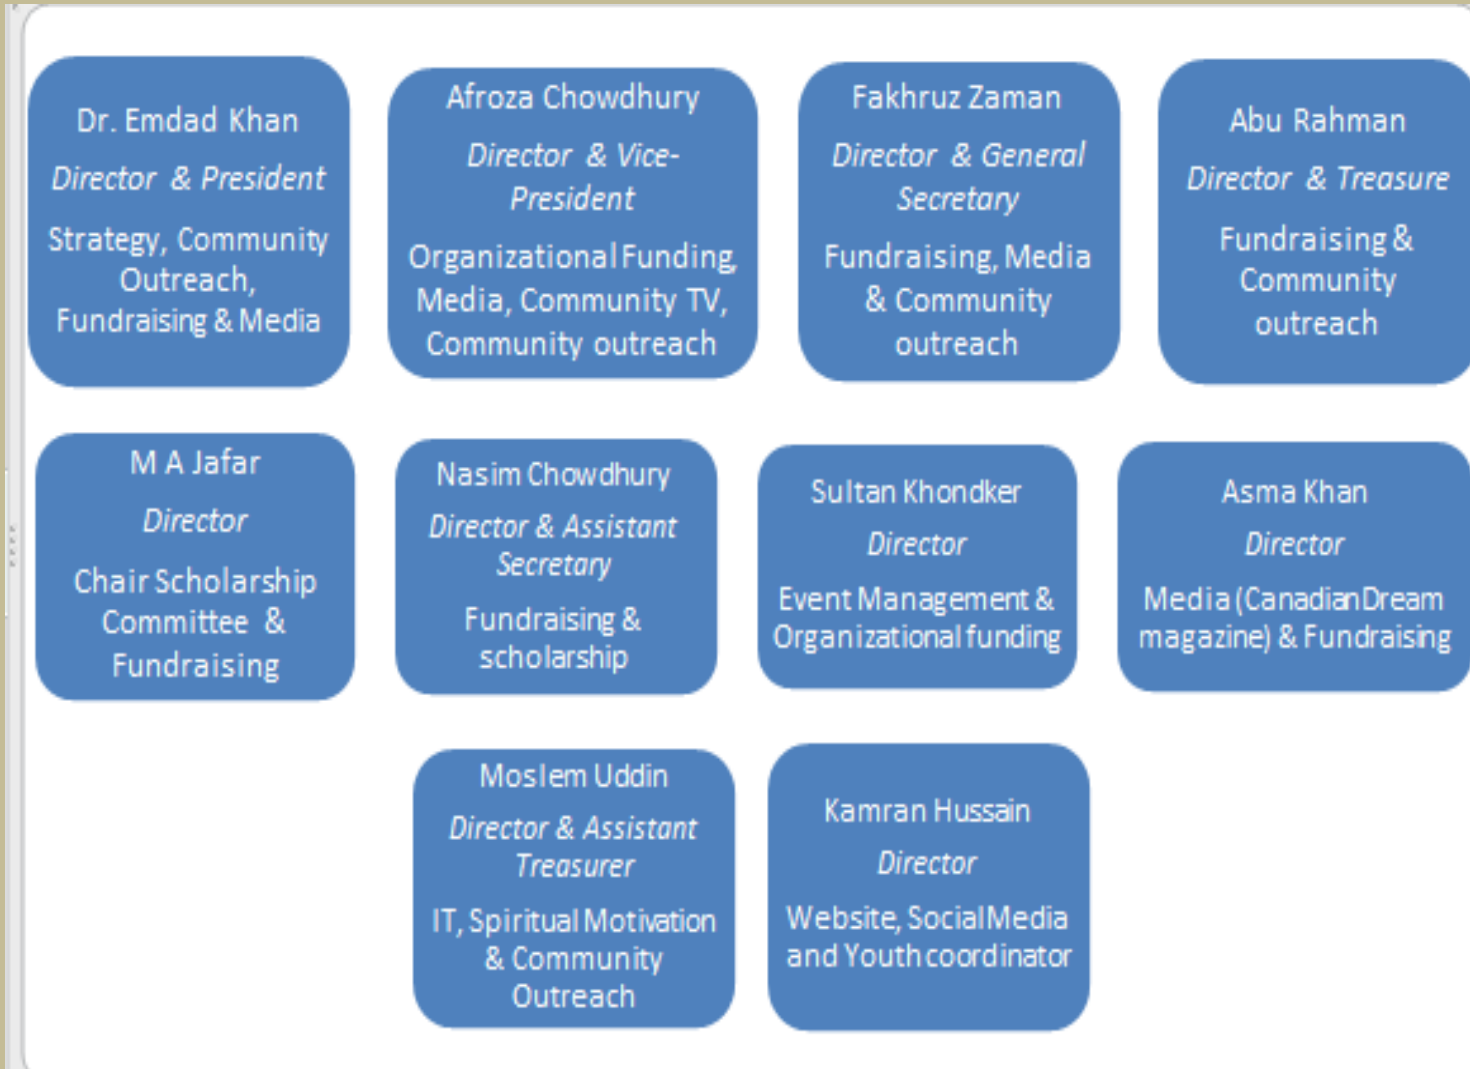 Dr. Emdad Khan
Director & President
Strategy, Community
Outreach,
Fundraising & Media
Afroza Chowdhury
Director & Vice-
President
Organizational Funding,
Media, Community TV,
Community outreach
Fakhruz Zaman
Director & General
Secretary
Fundraising, Media
& Community
outreach
Abu Rahman
Director & Treasure
Fundraising &
Community
outreach
M A Jafar
Director
Chair Scholarship
Committee &
Fundraising
Nasim Chowdhury
Director & Assistant
Secretary
Fundraising &
scholarship
Sultan Khondker
Director
Event Management &
Organizational funding
Asma Khan
Director
Media (CanadianDream
magazine) & Fundraising
Moslem Uddin
Director & Assistant
Treasurer
IT, Spiritual Motivation
& Community
Outreach
Kamran Hussain
Director
Website, Social Media
and Youth coordinator